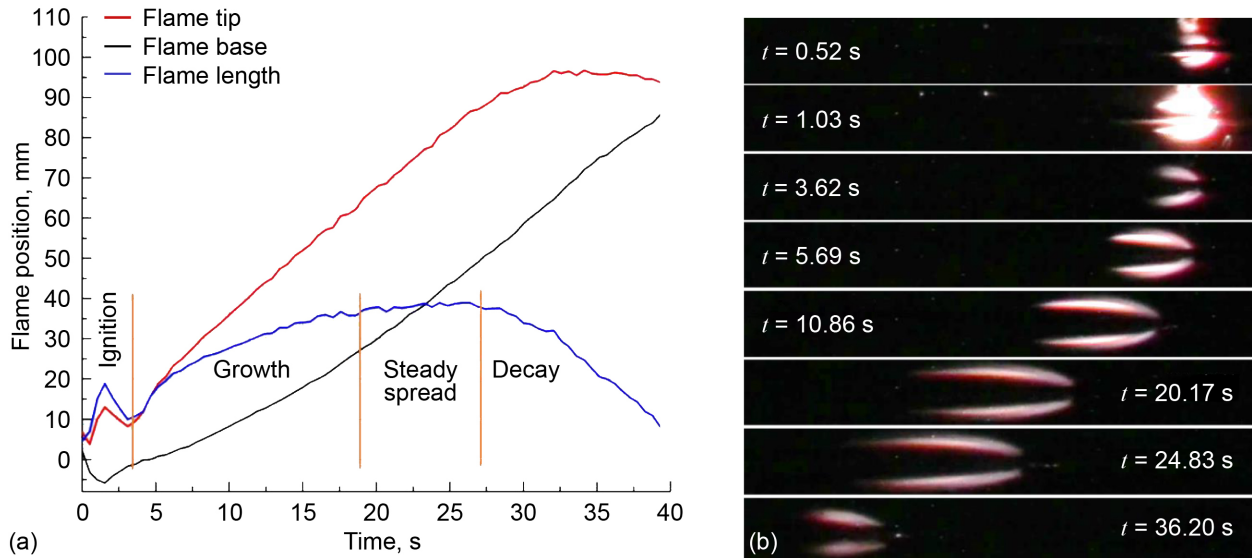 Flame tip
Flame base
Flame length
110
100
90
80
70
60
50
40
30
20
10
0
Flame position, mm
Ignition
Growth
Steady
spread
Decay
0 5 10 15 20 25 30 35 40
Time, s
(a)
t = 0.52 s
t = 1.03 s
t = 3.62 s
t = 5.69 s
t = 10.86 s
t = 20.17 s
t = 24.83 s
t = 36.20 s
(b)